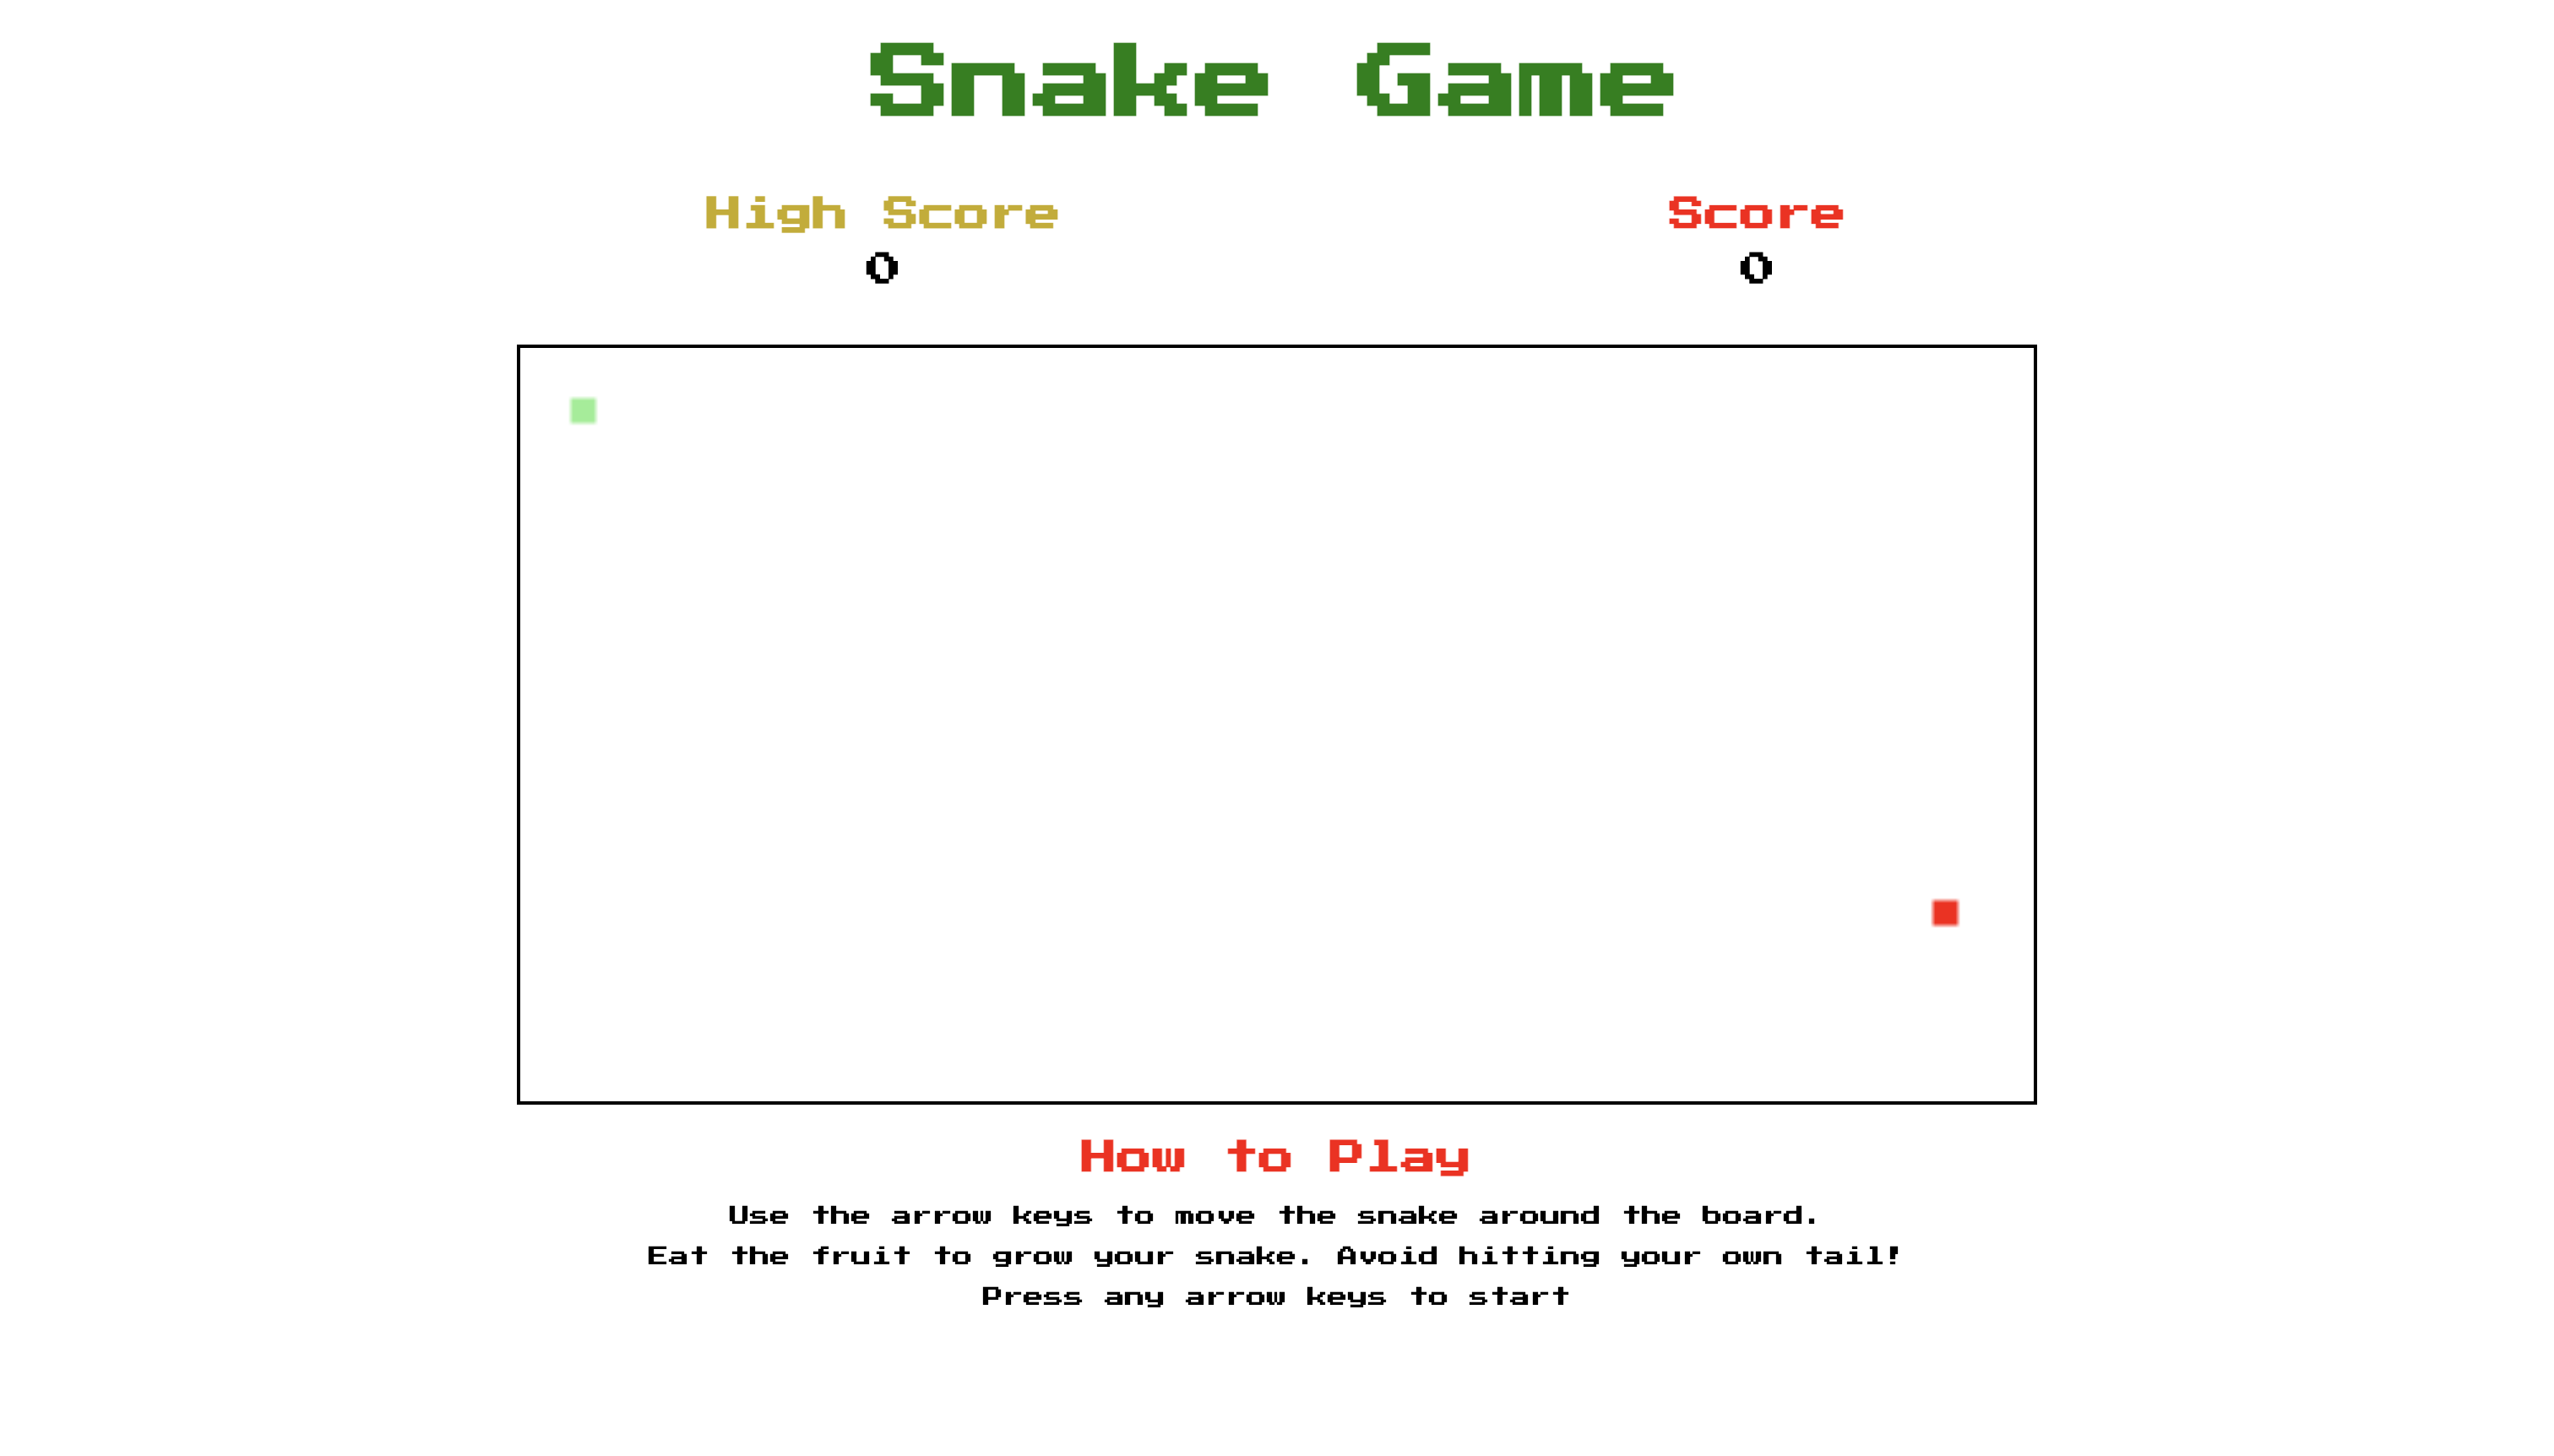 Snake Game
High Score
0
Score
0
How to Play
Use the arrow keys to move the snake around the board.
Eat the fruit to grow your snake. Avoid hitting your own tail!
Press any arrow keys to start